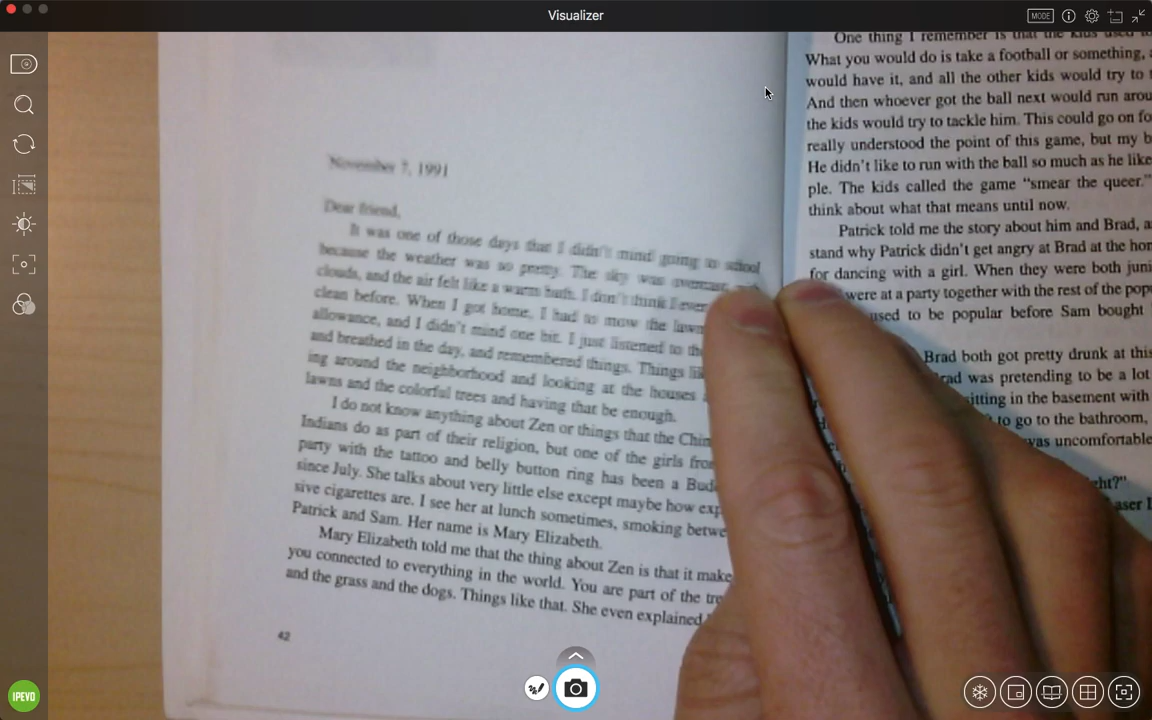 Visualizer
MODE
November 7, 1991
Dear friend,
It was one of those days that I didn't mind going to school
because the weather was so pretty. The sky was overcast
clouds, and the air felt like a warm bath. I don't think I ever
clean before. When I got home, I had to mow the lawn
allowance, and I didn't mind one bit. I just listened to the
and breathed in the day, and remembered things. Things
ing around the neighborhood and looking at the houses
lawns and the colorful trees and having that be enough.
I do not know anything about Zen or things that the
Indians do as part of their religion, but one of the girls
party with the tattoo and belly button ring has been a
since July. She talks about very little else except maybe how
sive cigarettes are. I see her at lunch sometimes, smoking
Patrick and Sam. Her name is Mary Elizabeth.
Mary Elizabeth told me that the thing about Zen is that it make
you connected to everything in the world. You are part of the
and the grass and the dogs. Things like that. She even explained
42
One thing I remember is that the kids used
What you would do is take a football or something,
would have it, and all the other kids would try to
And then whoever got the ball next would run
the kids would try to tackle him. This could go on
really understood the point of this game, but my
He didn't like to run with the ball so much as he
ple. The kids called the game "smear the queer."
think about what that means until now.
Patrick told me the story about him and Brad,
stand why Patrick didn't get angry at Brad at the
for dancing with a girl. When they were both
were at a party together with the rest of the
used to be popular before Sam bought
Brad both got pretty drunk at this
was pretending to be a lot
sitting in the basement with
to go to the bathroom,
was uncomfortable
IPEVO